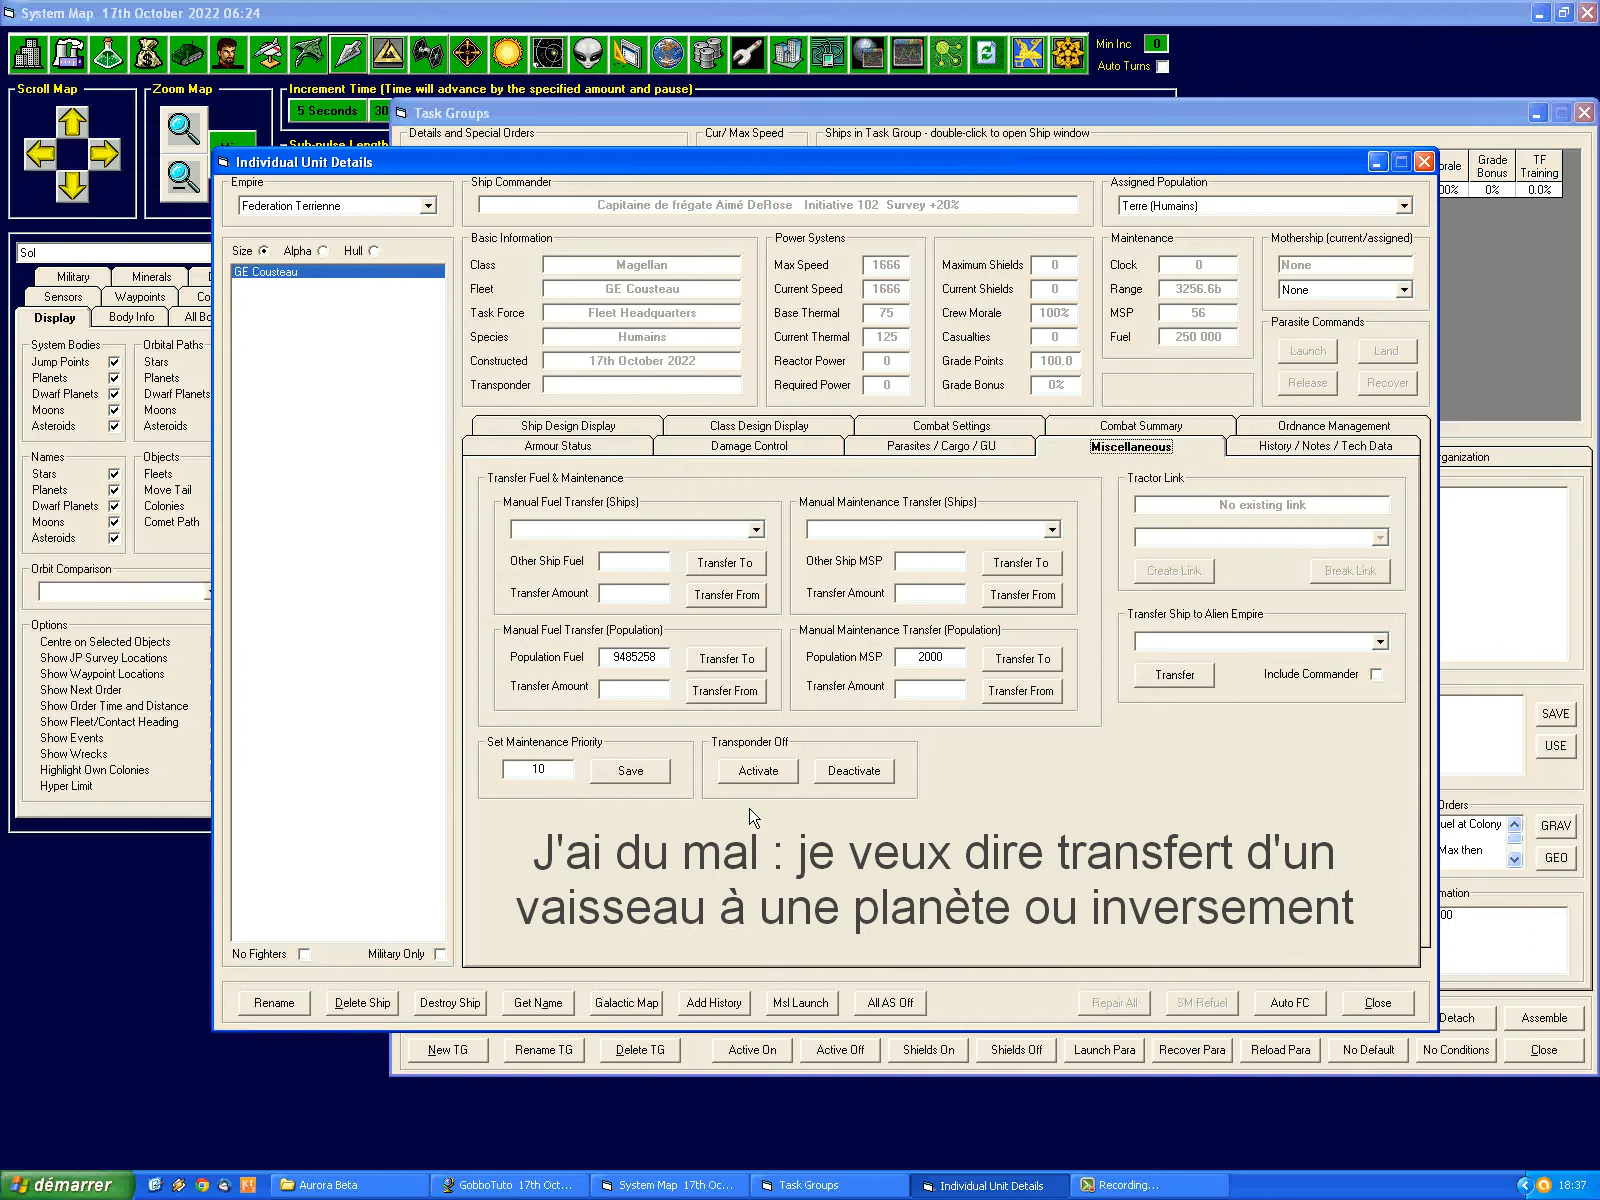 System Map  17th October 2022 06:24
Min Inc 0
Auto Turns
Scroll Map
Zoom Map
Increment Time (Time will advance by the specified amount and pause)
5 Seconds 30
Task Groups
Details and Special Orders
Cur/ Max Speed
Ships in Task Group - double-click to open Ship window
Grade Bonus
TF Training
0%
0.0%
Individual Unit Details
Empire
Federation Terrienne
Ship Commander
Capitaine de frégate Aimé DeRose   Initiative 102  Survey +20%
Assigned Population
Terre (Humains)
Size Alpha Hull
GE Cousteau
No Fighters
Military Only
Basic Information
Class Magellan
Fleet GE Cousteau
Task Force Fleet Headquarters
Species Humains
Constructed 17th October 2022
Transponder
Power Systens
Max Speed 1666
Current Speed 1666
Base Thermal 75
Current Thermal 125
Reactor Power 0
Required Power 0
Maximum Shields 0
Current Shields 0
Crew Morale 100%
Casualties 0
Grade Points 100.0
Grade Bonus 0%
Maintenance
Clock 0
Range 3256.6b
MSP 56
Fuel 250 000
Mothership (current/assigned)
None
None
Parasite Commands
Launch Land
Release Recover
Ship Design Display
Class Design Display
Combat Settings
Combat Summary
Ordnance Management
Armour Status
Damage Control
Parasites / Cargo / GU
Miscellaneous
History / Notes / Tech Data
Transfer Fuel & Maintenance
Manual Fuel Transfer (Ships)
Other Ship Fuel Transfer To
Transfer Amount Transfer From
Manual Maintenance Transfer (Ships)
Other Ship MSP Transfer To
Transfer Amount Transfer From
Manual Fuel Transfer (Population)
Population Fuel 9485258 Transfer To
Transfer Amount Transfer From
Manual Maintenance Transfer (Population)
Population MSP 2000 Transfer To
Transfer Amount Transfer From
Tractor Link
No existing link
Create Link Break Link
Transfer Ship to Alien Empire
Transfer Include Commander
Set Maintenance Priority
10 Save
Transponder Off
Activate Deactivate
J'ai du mal : je veux dire transfert d'un
vaisseau à une planète ou inversement
Rename Delete Ship Destroy Ship Get Name Galactic Map Add History Msl Launch All AS Off Repair All SM Refuel Auto FC Close
Sol
Military Minerals
Sensors Waypoints
Display Body Info
System Bodies
Jump Points
Planets
Dwarf Planets
Moons
Asteroids
Orbital Paths
Stars
Planets
Dwarf Planets
Moons
Asteroids
Names
Stars
Planets
Dwarf Planets
Moons
Asteroids
Objects
Fleets
Move Tail
Colonies
Comet Path
Orbit Comparison
Options
Centre on Selected Objects
Show JP Survey Locations
Show Waypoint Locations
Show Next Order
Show Order Time and Distance
Show Fleet/Contact Heading
Show Events
Show Wrecks
Highlight Own Colonies
Hyper Limit
SAVE
USE
GRAV
GEO
Max then
Detach Assemble
New TG Rename TG Delete TG Active On Active Off Shields On Shields Off Launch Para Recover Para Reload Para No Default No Conditions Close
démarrer
Aurora Beta
GobboTuto  17th Oct...
System Map  17th Oc...
Task Groups
Individual Unit Details
Recording...
18:37